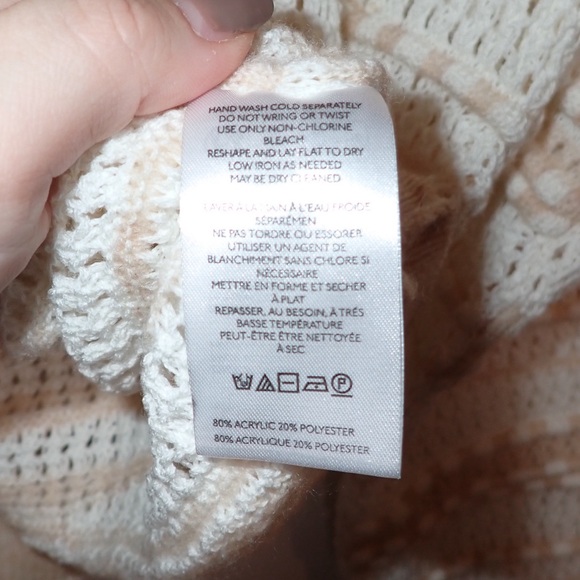 HAND WASH COLD SEPARATELY
DO NOT WRING OR TWIST
USE ONLY NON-CHLORINE
BLEACH
RESHAPE AND LAY FLAT TO DRY
LOW IRON AS NEEDED
MAY BE DRY CLEANED
LAVER À LA MAIN À L'EAU FROIDE
SÉPARÉMEN
NE PAS TORDRE OU ESSORER
UTILISER UN AGENT DE
BLANCHIMENT SANS CHLORE SI
NÉCESSAIRE
METTRE EN FORME ET SÉCHER
À PLAT
REPASSER, AU BESOIN, À TRÉS
BASSE TEMPÉRATURE
PEUT-ÊTRE ÊTRE NETTOYÉE
À SEC
P
80% ACRYLIC 20% POLYESTER
80% ACRYLIQUE 20% POLYESTER